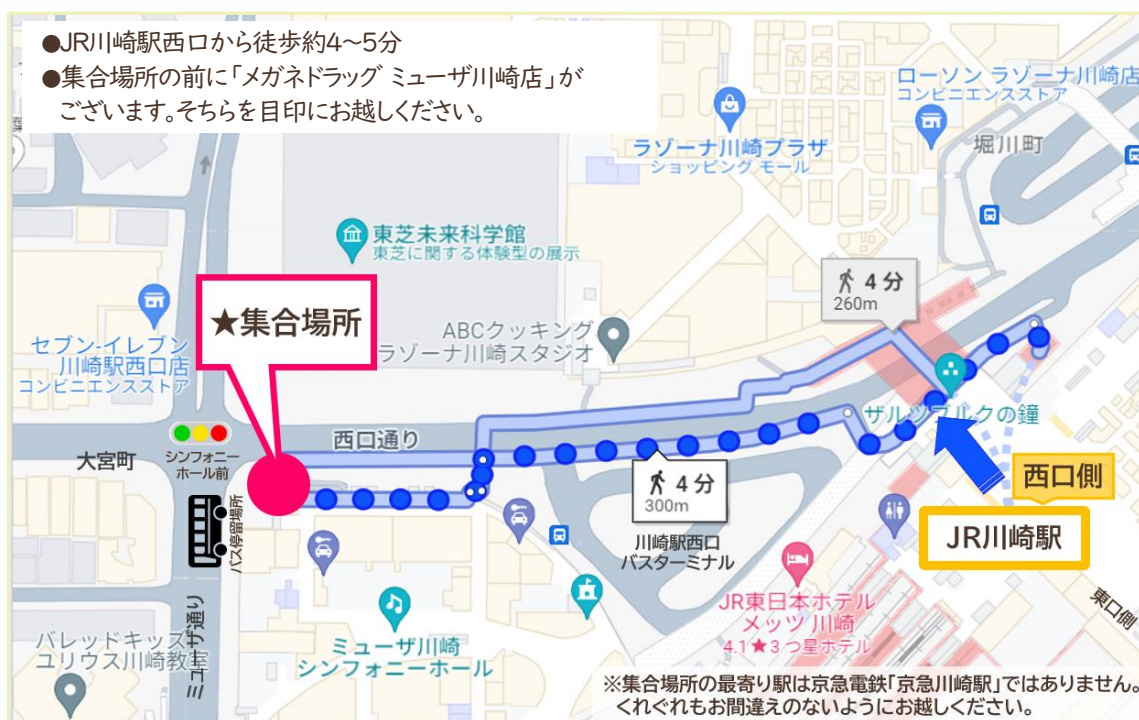 ●JR川崎駅西口から徒歩約4～5分
●集合場所の前に「メガネドラッグ ミューザ川崎店」が
ございます。そちらを目印にお越しください。
ローソン ラゾーナ川崎店
コンビニエンスストア
堀川町
ラゾーナ川崎プラザ
ショッピング モール
東芝未来科学館
東芝に関する体験型の展示
4 分
260m
★集合場所
ABCクッキング
ラゾーナ川崎スタジオ
セブン-イレブン
川崎駅西口店
コンビニエンスストア
ザルツブルクの鐘
西口通り
大宮町
シンフォニー
ホール前
バス停留場所
4 分
300m
西口側
JR川崎駅
川崎駅西口
バスターミナル
東口側
JR東日本ホテル
メッツ 川崎
4.1★3 つ星ホテル
ミューザ通り
ミューザ川崎
シンフォニーホール
バレッドキッズ
ユリウス川崎教室
※集合場所の最寄り駅は京急電鉄「京急川崎駅」ではありません。
くれぐれもお間違えのないようにお越しください。